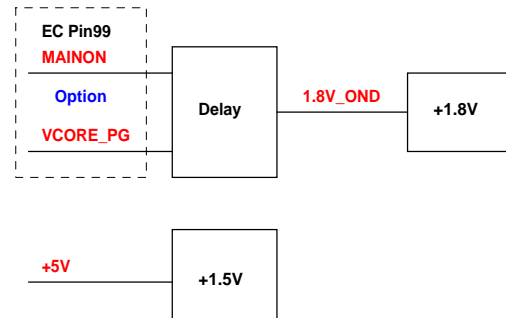 EC Pin99
MAINON
Option
VCORE_PG
Delay
1.8V_OND
+1.8V
+5V
+1.5V